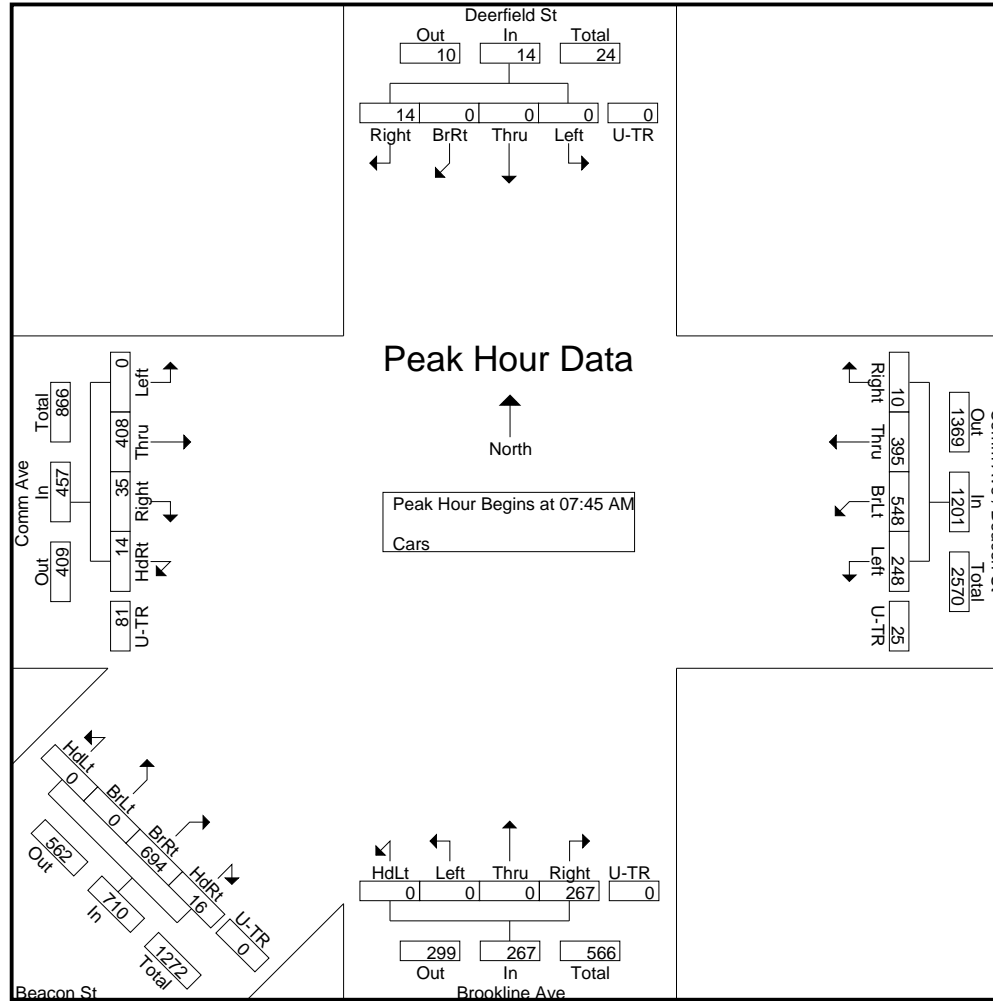 Deerfield St
Out In Total
10 14 24
14 0 0 0 0
Right BrRt Thru Left U-TR
Peak Hour Data
North
Peak Hour Begins at 07:45 AM
Cars
Comm Ave
Total In Out
866 457 409
0 408 35 14 81
Left Thru Right HdRt U-TR
Right Thru BrLt Left U-TR
10 395 548 248 25
Out In Total
1369 1201 2570
HdLt BrLt BrRt HdRt U-TR
0 0 694 16 0
562 710 1272
Out In Total
Beacon St
HdLt Left Thru Right U-TR
0 0 0 267 0
299 267 566
Out In Total
Brookline Ave